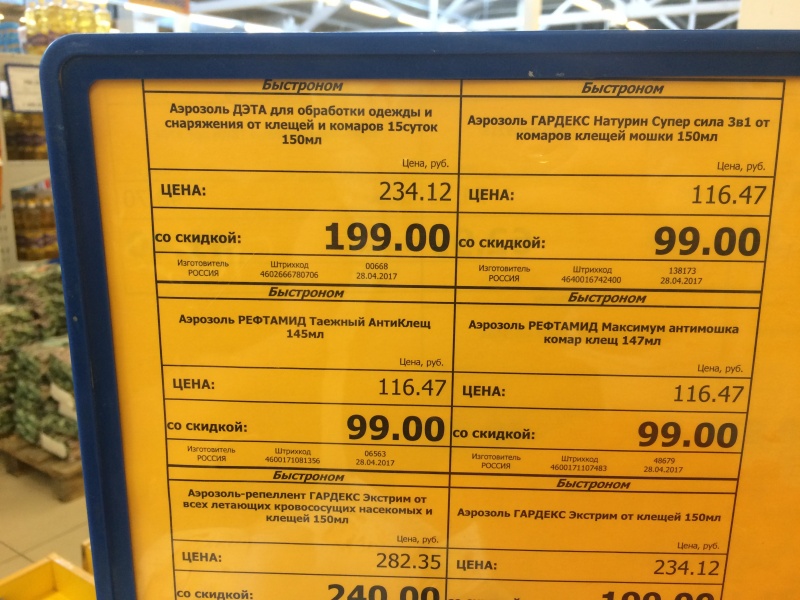 Быстроном
Аэрозоль ДЭТА для обработки одежды и
снаряжения от клещей и комаров 15суток
150мл
Цена, руб.
ЦЕНА: 234.12
со скидкой: 199.00
Изготовитель Штрихкод 00668
РОССИЯ 4602666780706 28.04.2017
Быстроном
Аэрозоль ГАРДЕКС Натурин Супер сила 3в1 от
комаров клещей мошки 150мл
Цена, руб.
ЦЕНА: 116.47
со скидкой: 99.00
Изготовитель Штрихкод 138173
РОССИЯ 4640016742400 28.04.2017
Быстроном
Аэрозоль РЕФТАМИД Таежный АнтиКлещ
145мл
Цена, руб.
ЦЕНА: 116.47
со скидкой: 99.00
Изготовитель Штрихкод 06563
РОССИЯ 4600171081356 28.04.2017
Быстроном
Аэрозоль РЕФТАМИД Максимум антимошка
комар клещ 147мл
Цена, руб.
ЦЕНА: 116.47
со скидкой: 99.00
Изготовитель Штрихкод 48679
РОССИЯ 4600171107483 28.04.2017
Быстроном
Аэрозоль-репеллент ГАРДЕКС Экстрим от
всех летающих кровососущих насекомых и
клещей 150мл
Цена, руб.
ЦЕНА: 282.35
со скидкой: 240.00
Быстроном
Аэрозоль ГАРДЕКС Экстрим от клещей 150мл
Цена, руб.
ЦЕНА: 234.12
199.00